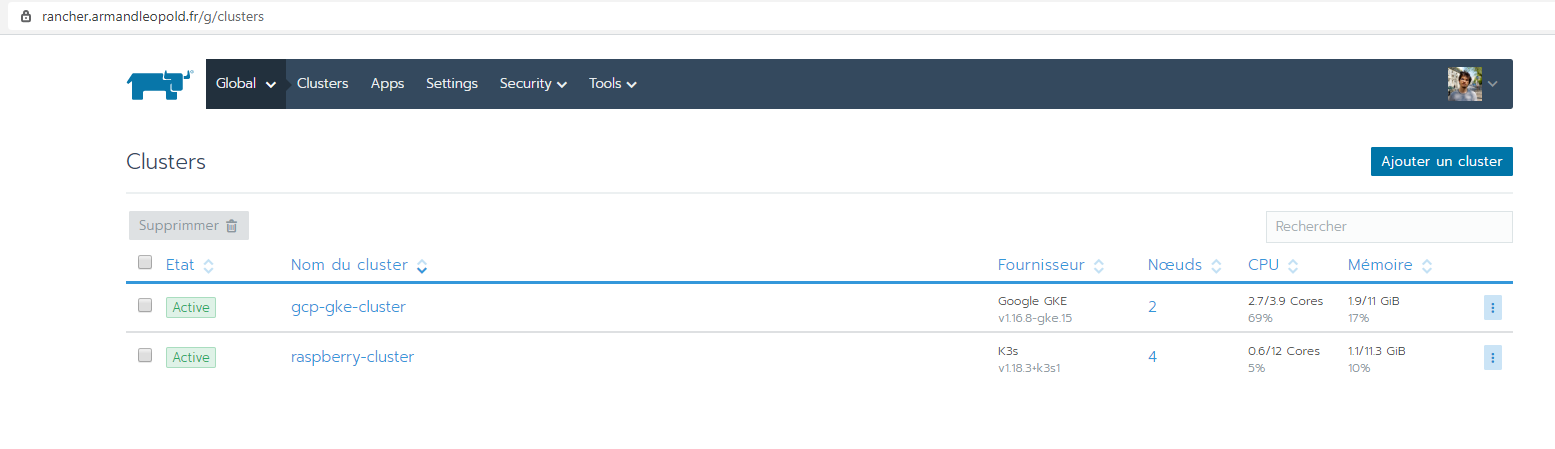 rancher.armandleopold.fr/g/clusters
Global Clusters Apps Settings Security Tools
Clusters
Ajouter un cluster
Supprimmer
Rechercher
Etat Nom du cluster Fournisseur Nœuds CPU Mémoire
Active gcp-gke-cluster Google GKE 2 2.7/3.9 Cores 1.9/11 GiB
v1.16.8-gke.15 69% 17%
Active raspberry-cluster K3s 4 0.6/12 Cores 1.1/11.3 GiB
v1.18.3+k3s1 5% 10%